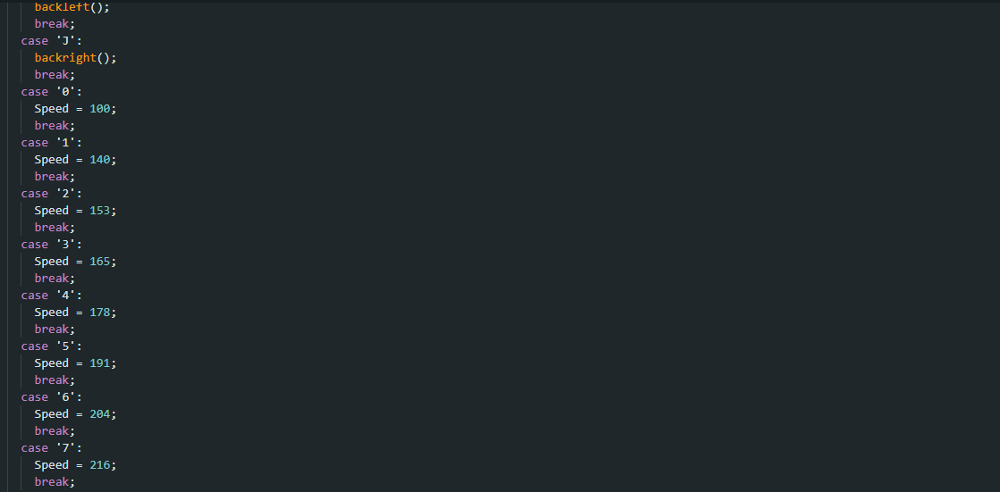 backleft();
break;
case 'J':
backright();
break;
case '0':
Speed = 100;
break;
case '1':
Speed = 140;
break;
case '2':
Speed = 153;
break;
case '3':
Speed = 165;
break;
case '4':
Speed = 178;
break;
case '5':
Speed = 191;
break;
case '6':
Speed = 204;
break;
case '7':
Speed = 216;
break;